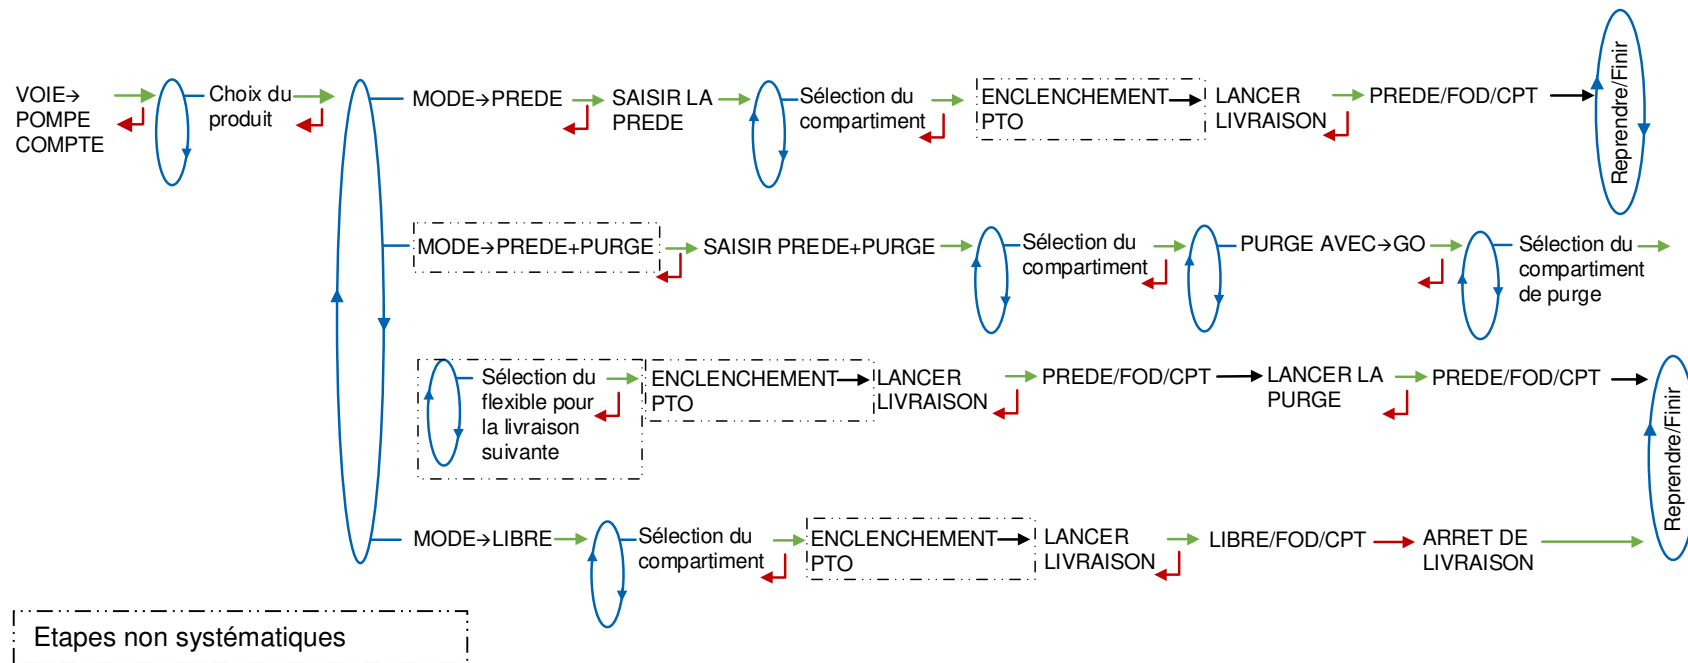 VOIE→
POMPE
COMPTE
Choix du
produit
MODE→PREDE
SAISIR LA
PREDE
Sélection du
compartiment
ENCLENCHEMENT
PTO
LANCER
LIVRAISON
PREDE/FOD/CPT
Reprendre/Finir
MODE→PREDE+PURGE
SAISIR PREDE+PURGE
Sélection du
compartiment
PURGE AVEC→GO
Sélection du
compartiment
de purge
Sélection du
flexible pour
la livraison
suivante
ENCLENCHEMENT
PTO
LANCER
LIVRAISON
PREDE/FOD/CPT
LANCER LA
PURGE
PREDE/FOD/CPT
Reprendre/Finir
MODE→LIBRE
Sélection du
compartiment
ENCLENCHEMENT
PTO
LANCER
LIVRAISON
LIBRE/FOD/CPT
ARRET DE
LIVRAISON
Etapes non systématiques